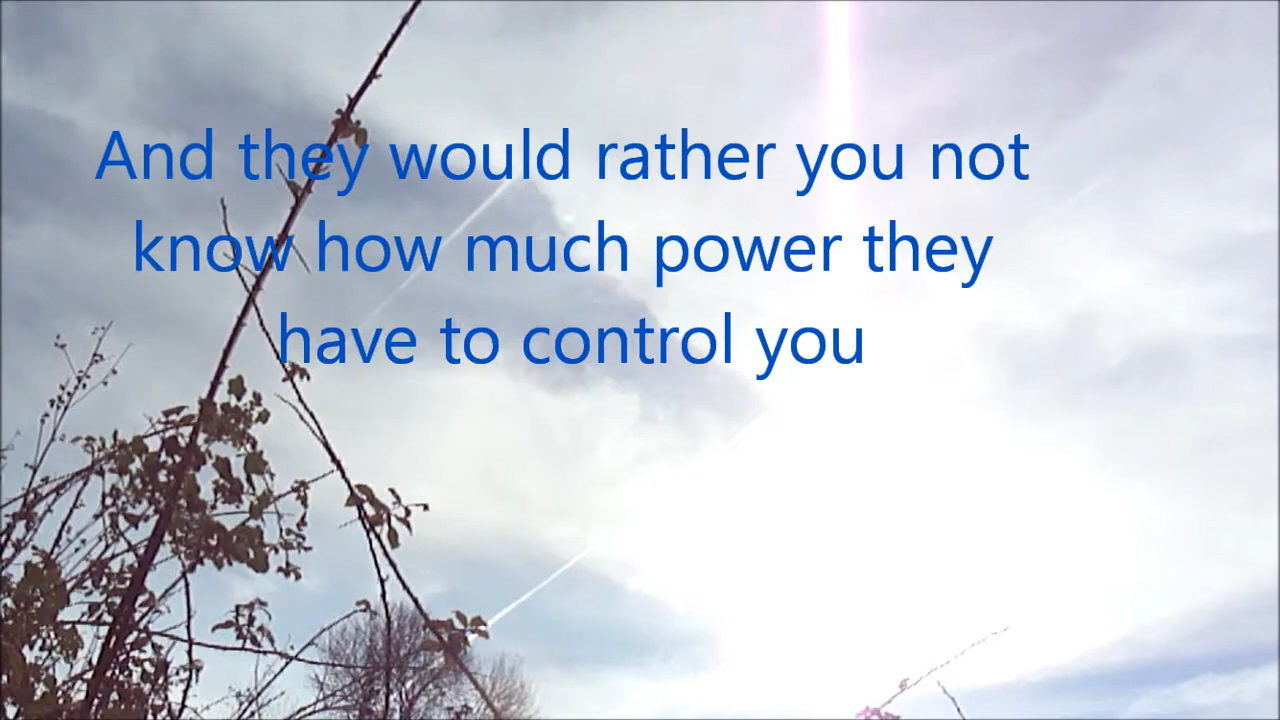 And they would rather you not
know how much power they
have to control you